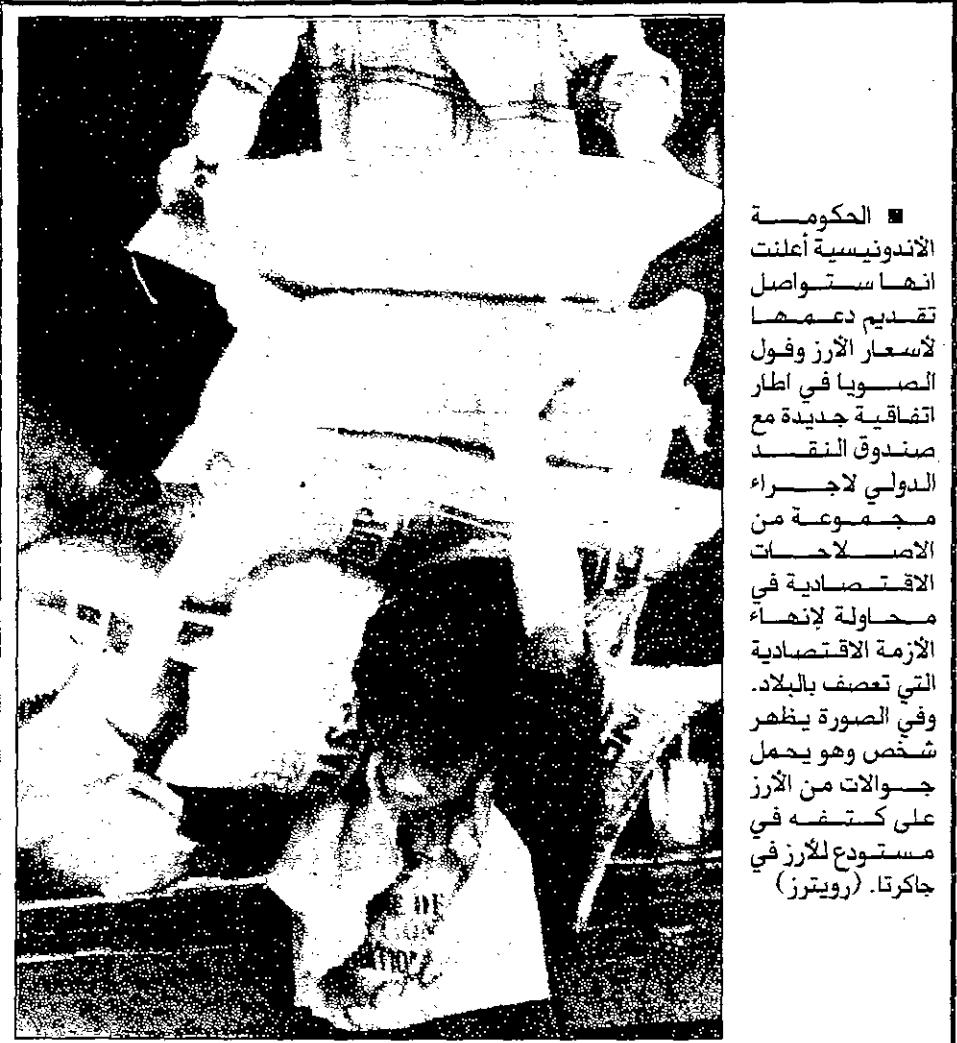 ■ الحكومة
الاندونيسية أعلنت
انها ستواصل
تقديم دعمها
لأسعار الأرز وفول
الصويا في اطار
اتفاقية جديدة مع
صندوق النقد
الدولي لاجراء
مجموعة من
الاصلاحات
الاقتصادية في
محاولة لإنهاء
الأزمة الاقتصادية
التي تعصف بالبلاد.
وفي الصورة يظهر
شخص وهو يحمل
جوالات من الأرز
على كتفه في
مستودع للأرز في
جاكرتا. (رويترز)